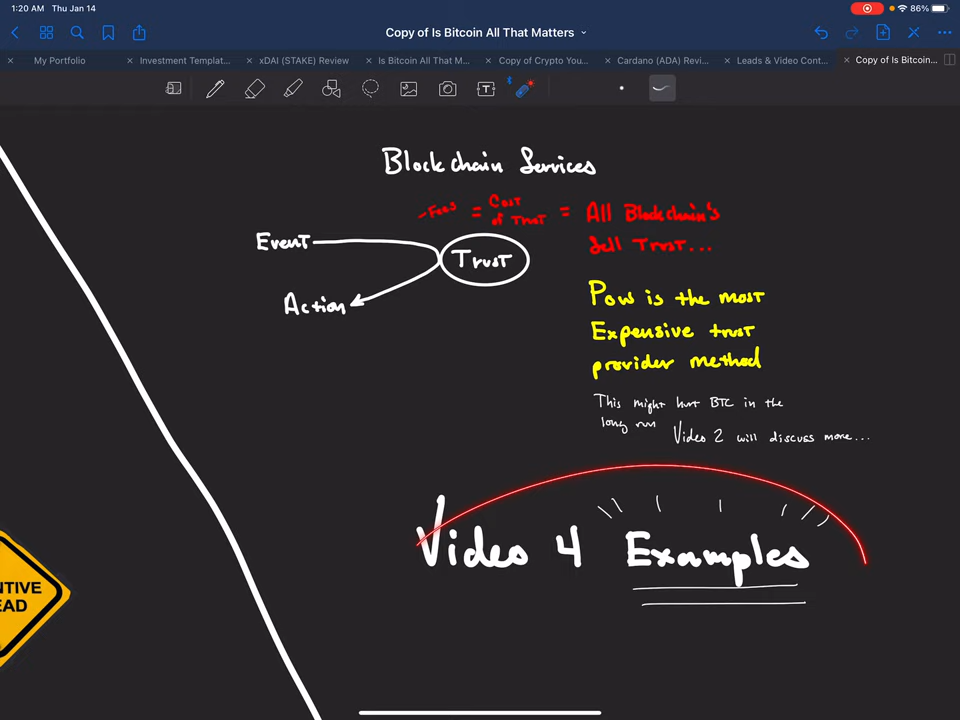 1:20 AM Thu Jan 14
86%
Copy of Is Bitcoin All That Matters
My Portfolio
Investment Templat...
xDAI (STAKE) Review
Is Bitcoin All That M...
Copy of Crypto You...
Cardano (ADA) Revi...
Leads & Video Cont...
Copy of Is Bitcoin...
Blockchain Services
-Fees = Cost of Trust = All Blockchain's
Sell Trust...
Event
Trust
Action
Pow is the most
Expensive trust
provider method
This might hurt BTC in the
long run
Video 2 will discuss more...
Video 4 Examples
NTIVE
EAD